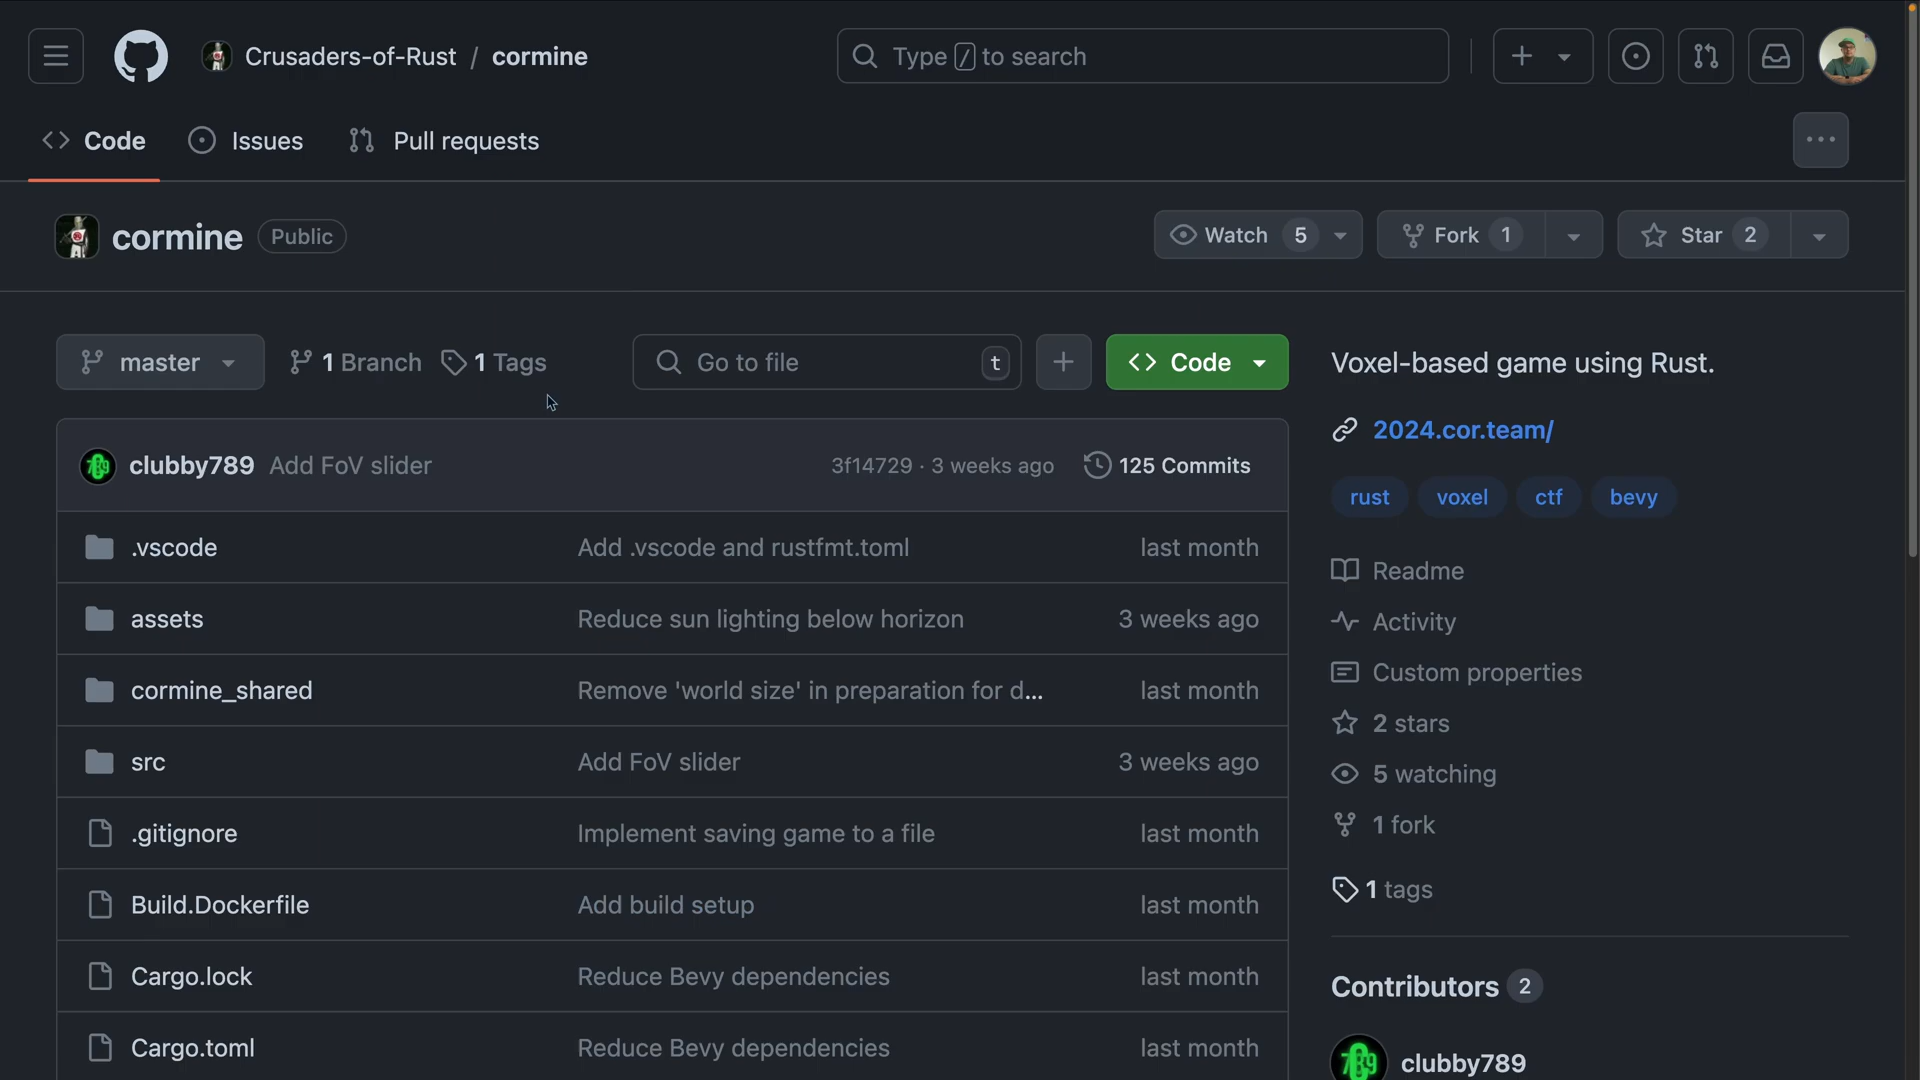 Crusaders-of-Rust / cormine
Type / to search
Code
Issues
Pull requests
cormine
Public
Watch 5
Fork 1
Star 2
master
1 Branch
1 Tags
Go to file
t
Code
clubby789 Add FoV slider
3f14729 · 3 weeks ago
125 Commits
.vscode
Add .vscode and rustfmt.toml
last month
assets
Reduce sun lighting below horizon
3 weeks ago
cormine_shared
Remove 'world size' in preparation for d...
last month
src
Add FoV slider
3 weeks ago
.gitignore
Implement saving game to a file
last month
Build.Dockerfile
Add build setup
last month
Cargo.lock
Reduce Bevy dependencies
last month
Cargo.toml
Reduce Bevy dependencies
last month
Voxel-based game using Rust.
2024.cor.team/
rust
voxel
ctf
bevy
Readme
Activity
Custom properties
2 stars
5 watching
1 fork
1 tags
Contributors 2
789
clubby789